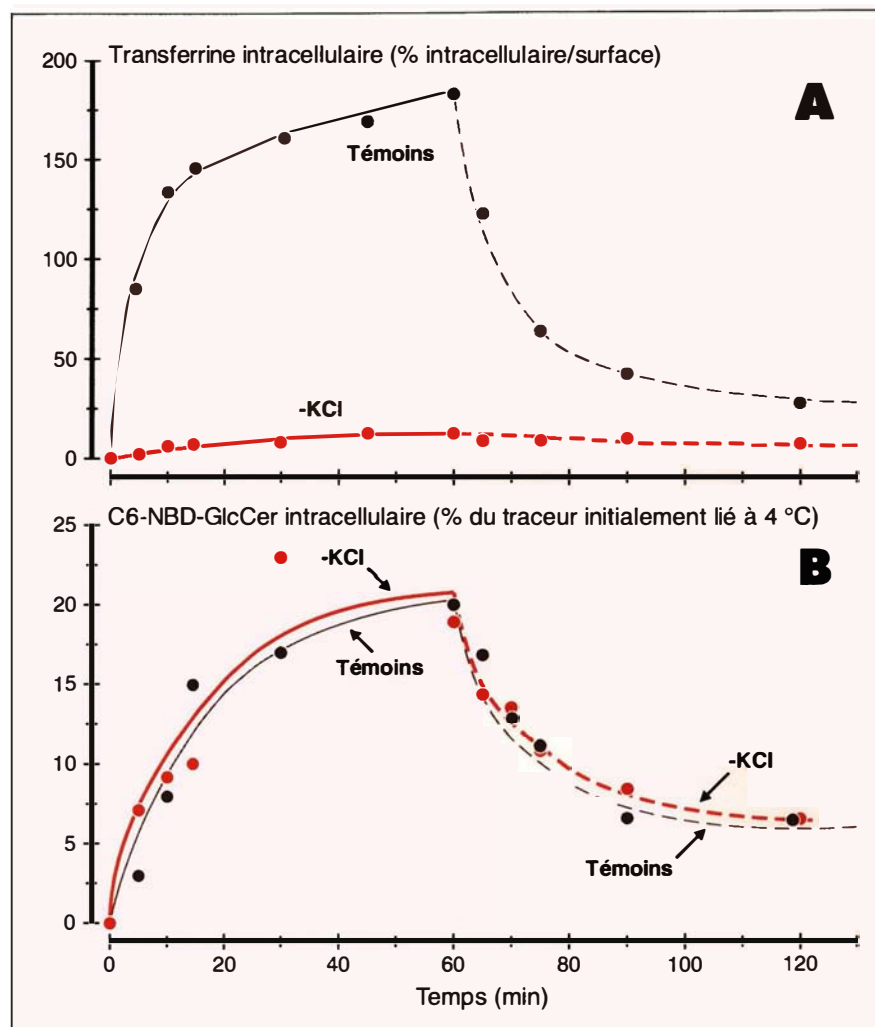 Transferrine intracellulaire (% intracellulaire/surface)
A
200
Témoins
150
100
50
-KCl
0
C6-NBD-GlcCer intracellulaire (% du traceur initialement lié à 4 °C)
25
B
-KCl
20
Témoins
15
10
-KCl
5
Témoins
0
0 20 40 60 80 100 120
Temps (min)